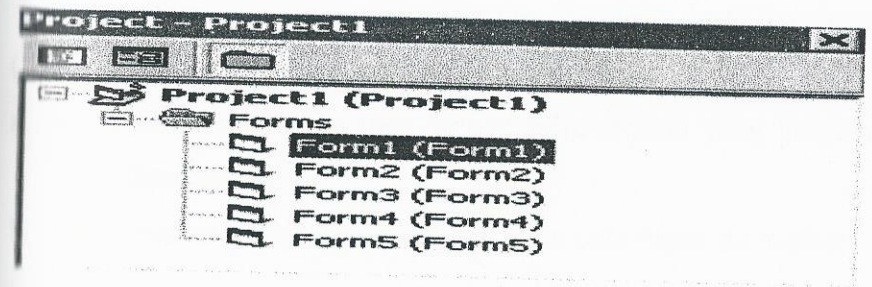 Project - Project1
Project1 (Project1)
Forms
Form1 (Form1)
Form2 (Form2)
Form3 (Form3)
Form4 (Form4)
Form5 (Form5)